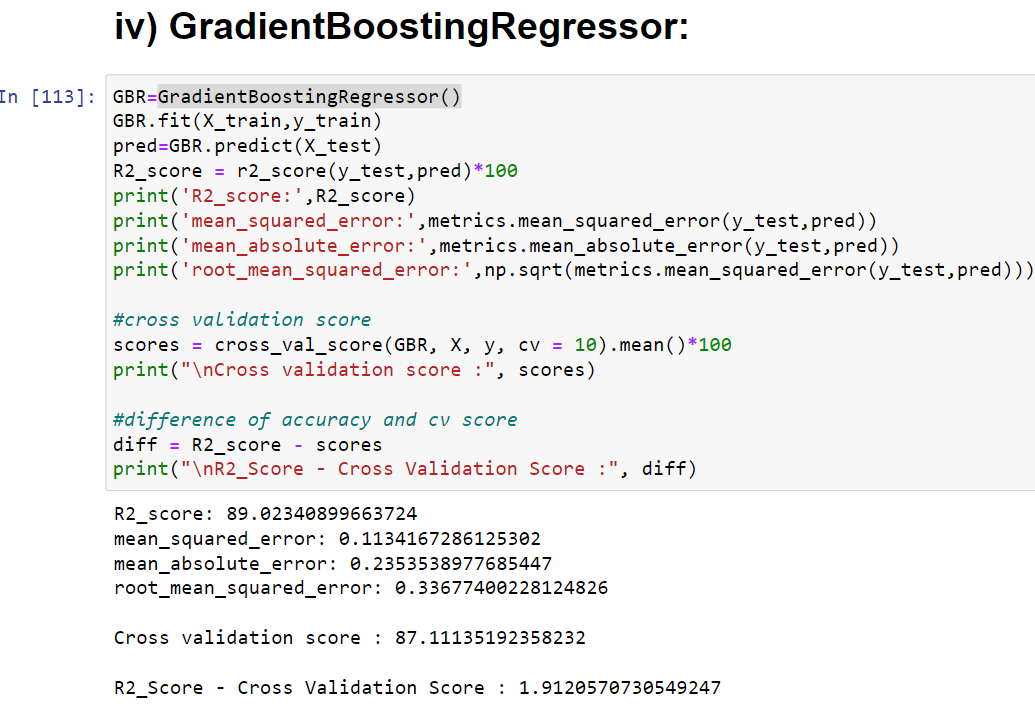 iv) GradientBoostingRegressor:
In [113]:
GBR=GradientBoostingRegressor()
GBR.fit(X_train,y_train)
pred=GBR.predict(X_test)
R2_score = r2_score(y_test,pred)*100
print('R2_score:',R2_score)
print('mean_squared_error:',metrics.mean_squared_error(y_test,pred))
print('mean_absolute_error:',metrics.mean_absolute_error(y_test,pred))
print('root_mean_squared_error:',np.sqrt(metrics.mean_squared_error(y_test,pred)))
#cross validation score
scores = cross_val_score(GBR, X, y, cv = 10).mean()*100
print("\nCross validation score :", scores)
#difference of accuracy and cv score
diff = R2_score - scores
print("\nR2_Score - Cross Validation Score :", diff)
R2_score: 89.02340899663724
mean_squared_error: 0.1134167286125302
mean_absolute_error: 0.2353538977685447
root_mean_squared_error: 0.33677400228124826
Cross validation score : 87.11135192358232
R2_Score - Cross Validation Score : 1.9120570730549247